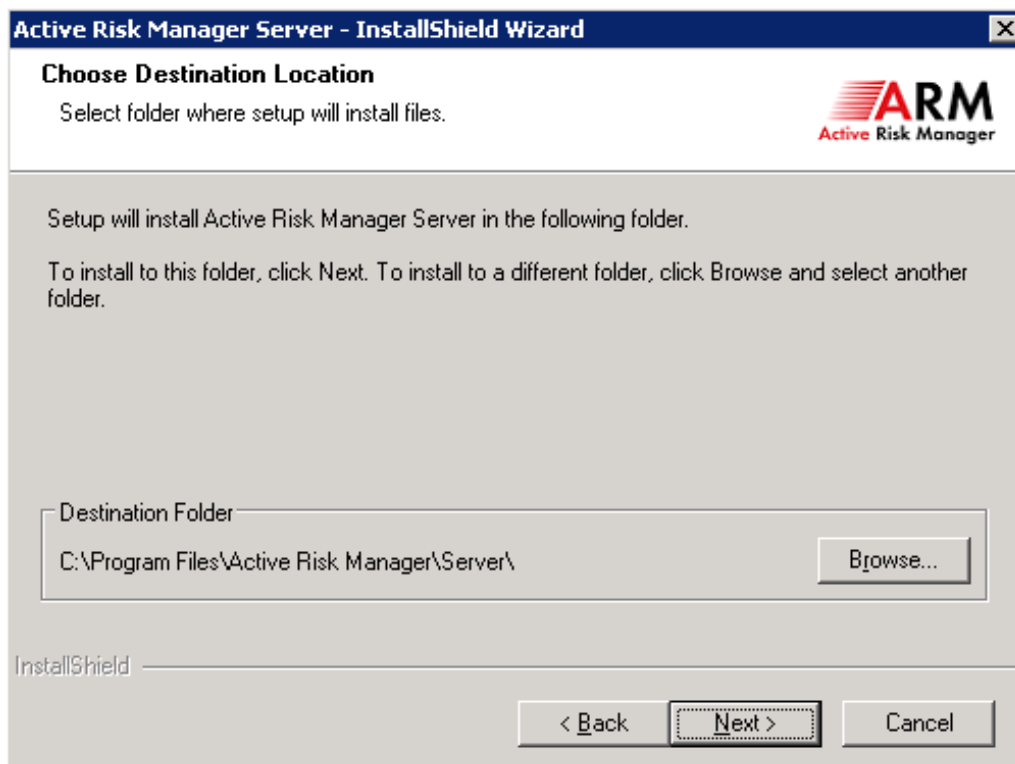 Active Risk Manager Server - InstallShield Wizard
Choose Destination Location
Select folder where setup will install files.
ARM
Active Risk Manager
Setup will install Active Risk Manager Server in the following folder.
To install to this folder, click Next. To install to a different folder, click Browse and select another
folder.
Destination Folder
C:\Program Files\Active Risk Manager\Server\
Browse...
InstallShield
< Back
Next >
Cancel